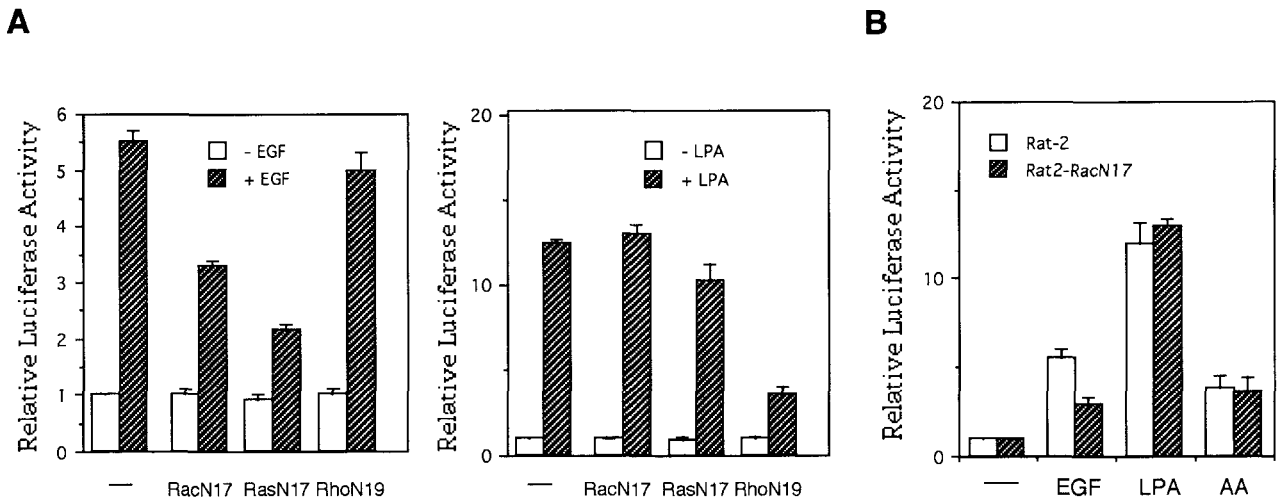 A
B
Relative Luciferase Activity
6
5
4
3
2
1
0
- EGF
+ EGF
— RacN17 RasN17 RhoN19
Relative Luciferase Activity
20
10
0
- LPA
+ LPA
— RacN17 RasN17 RhoN19
Relative Luciferase Activity
20
10
0
Rat-2
Rat2-RacN17
— EGF LPA AA